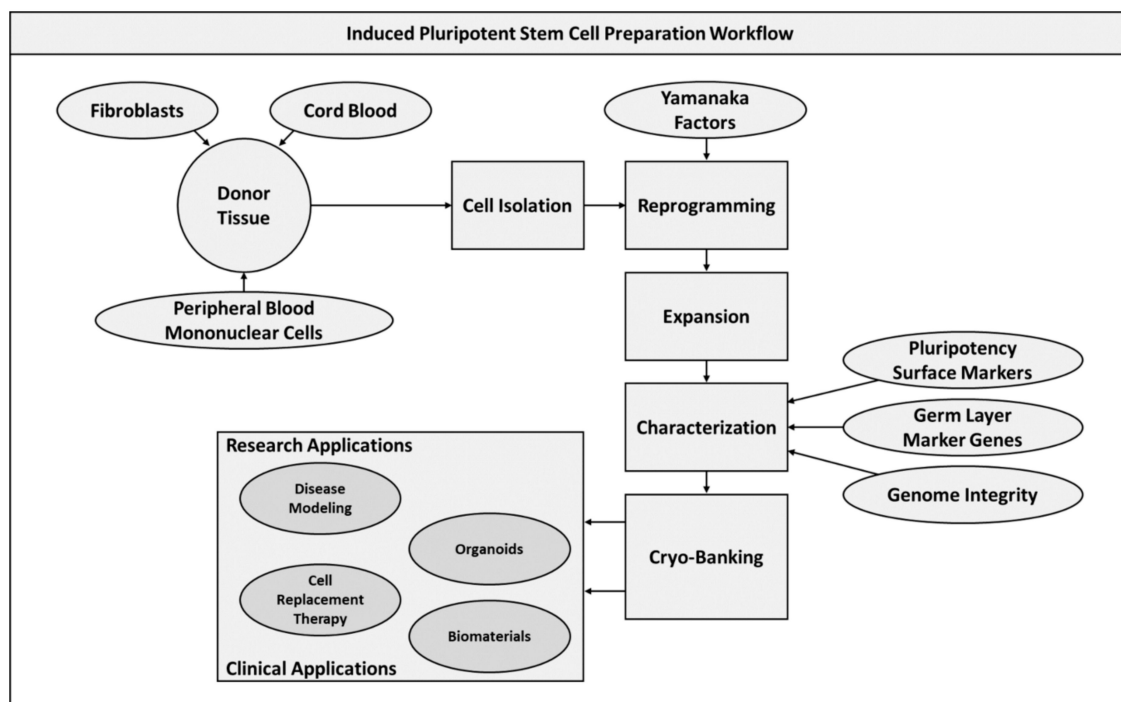 Induced Pluripotent Stem Cell Preparation Workflow
Fibroblasts
Cord Blood
Yamanaka
Factors
Donor
Tissue
Cell Isolation
Reprogramming
Peripheral Blood
Mononuclear Cells
Expansion
Pluripotency
Surface Markers
Characterization
Germ Layer
Marker Genes
Genome Integrity
Cryo-Banking
Research Applications
Disease
Modeling
Organoids
Cell
Replacement
Therapy
Biomaterials
Clinical Applications